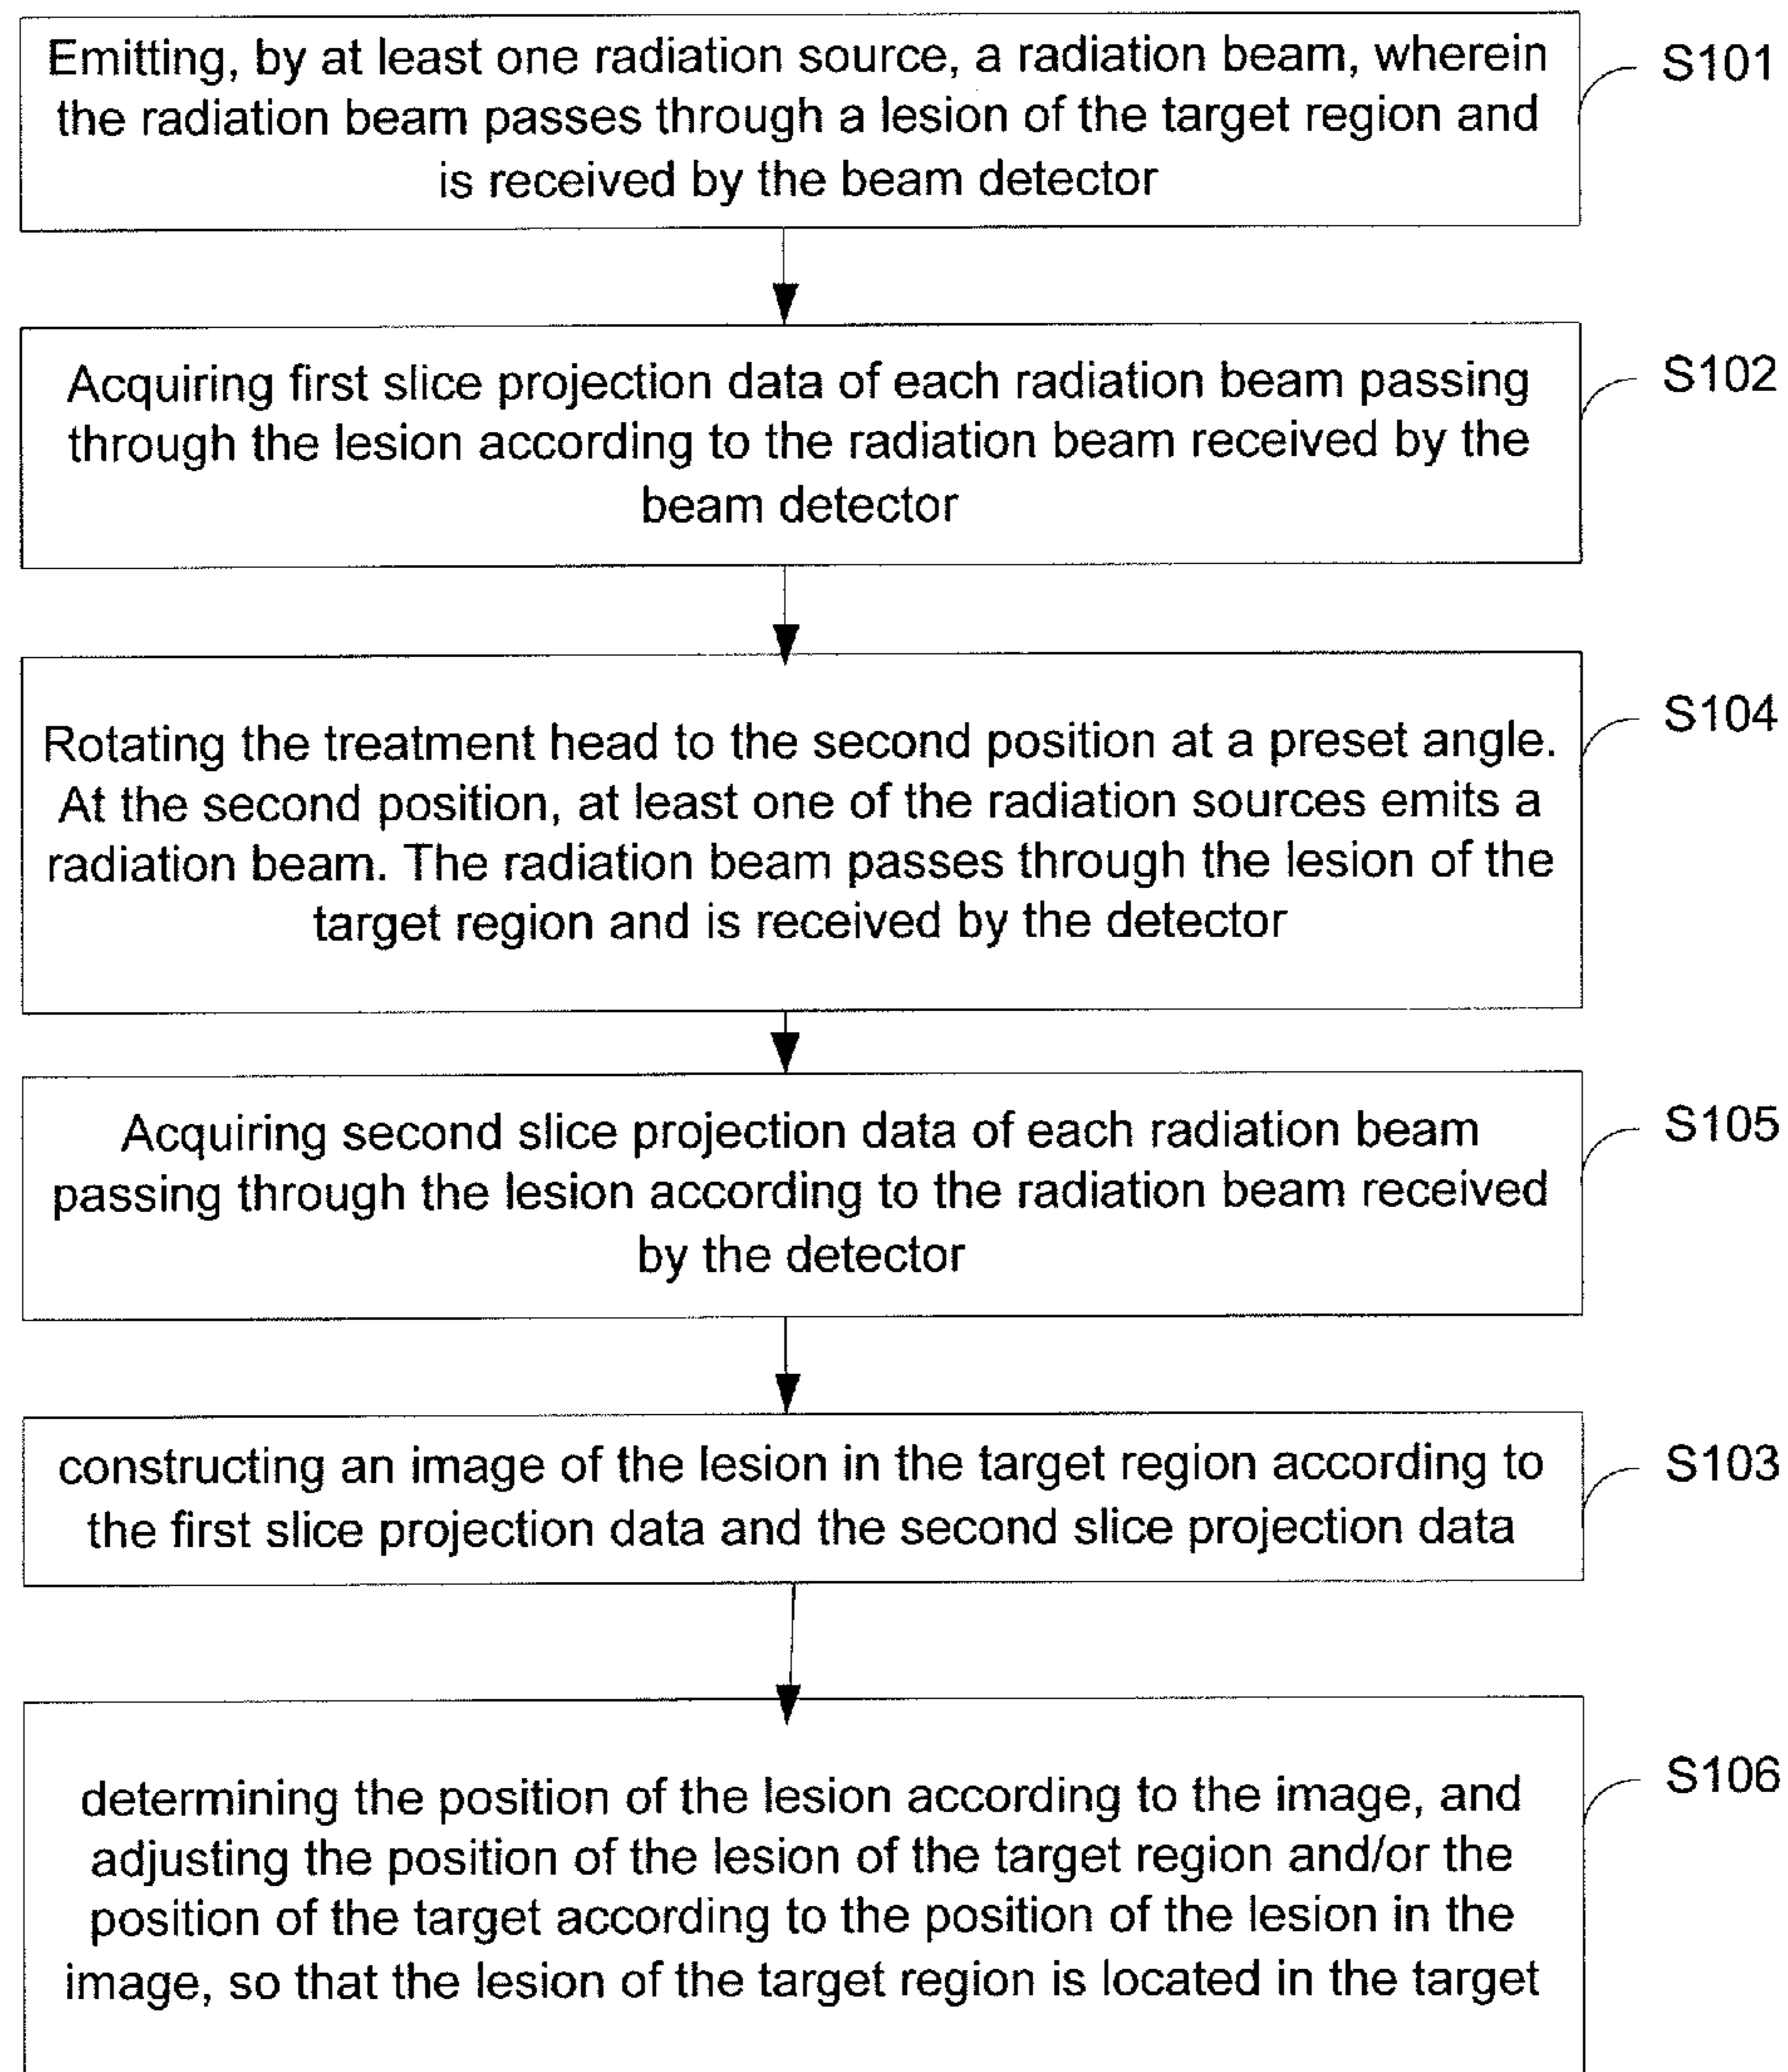 Emitting, by at least one radiation source, a radiation beam, wherein
the radiation beam passes through a lesion of the target region and
is received by the beam detector
S101
Acquiring first slice projection data of each radiation beam passing
through the lesion according to the radiation beam received by the
beam detector
S102
Rotating the treatment head to the second position at a preset angle.
At the second position, at least one of the radiation sources emits a
radiation beam. The radiation beam passes through the lesion of the
target region and is received by the detector
S104
Acquiring second slice projection data of each radiation beam
passing through the lesion according to the radiation beam received
by the detector
S105
constructing an image of the lesion in the target region according to
the first slice projection data and the second slice projection data
S103
determining the position of the lesion according to the image, and
adjusting the position of the lesion of the target region and/or the
position of the target according to the position of the lesion in the
image, so that the lesion of the target region is located in the target
S106